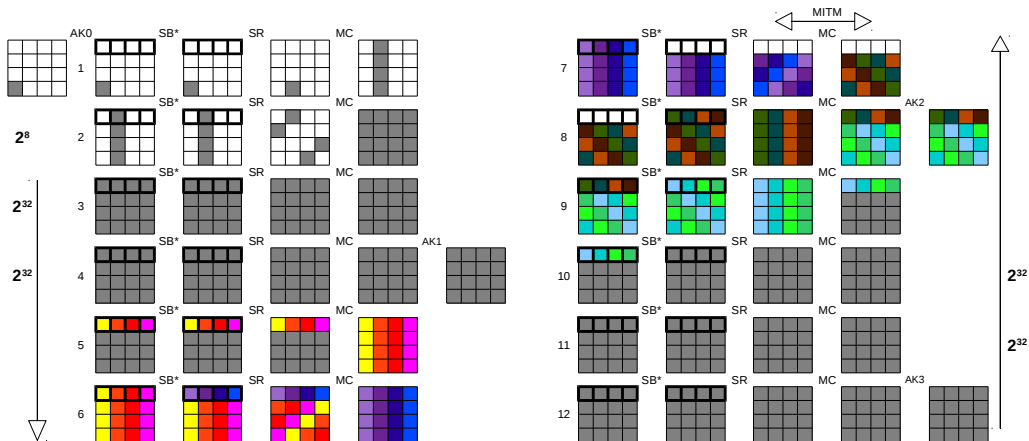 MITM
AK0 SB* SR MC SB* SR MC
1 7
SB* SR MC SB* SR MC AK2
2⁸ 2 8
SB* SR MC SB* SR MC
2³² 3 9
SB* SR MC AK1 SB* SR MC
2³² 4 10 2³²
SB* SR MC SB* SR MC
5 11 2³²
SB* SR MC SB* SR MC AK3
6 12